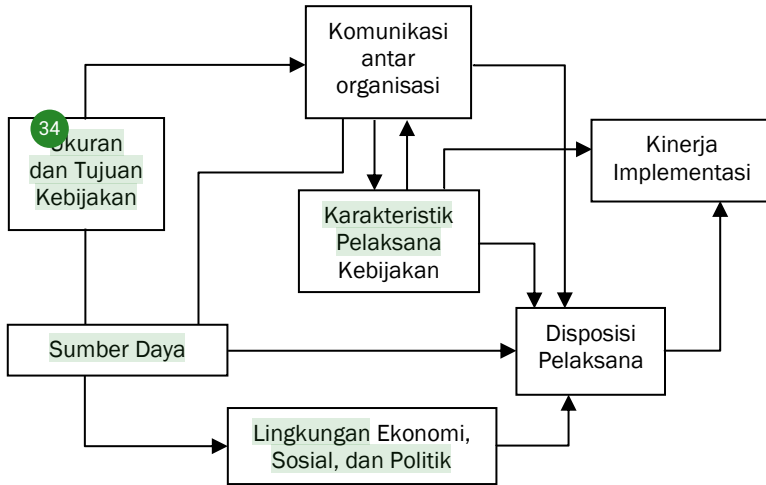 Komunikasi
antar
organisasi
34
kuran
dan Tujuan
Kebijakan
Kinerja
Implementasi
Karakteristik
Pelaksana
Kebijakan
Sumber Daya
Disposisi
Pelaksana
Lingkungan Ekonomi,
Sosial, dan Politik